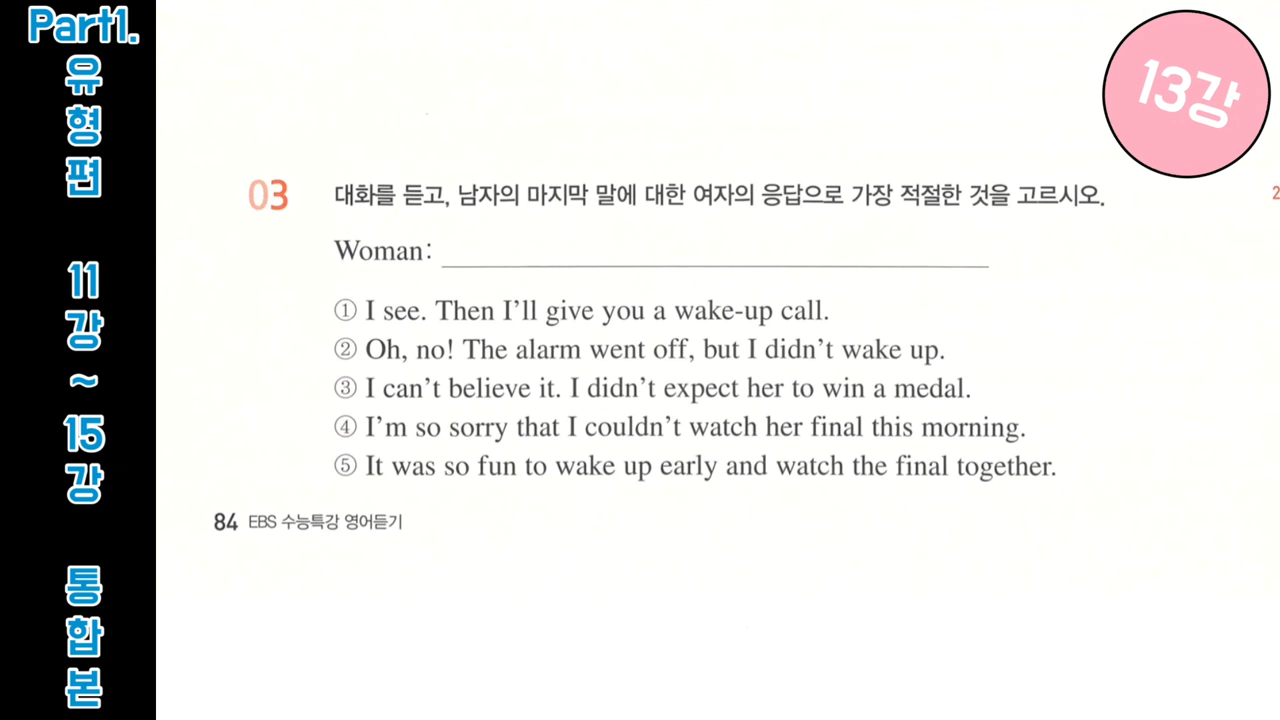 Part1.
유
형
편
11
강
~
15
강
통
합
본
13강
03 대화를 듣고, 남자의 마지막 말에 대한 여자의 응답으로 가장 적절한 것을 고르시오.
Woman:
① I see. Then I'll give you a wake-up call.
② Oh, no! The alarm went off, but I didn't wake up.
③ I can't believe it. I didn't expect her to win a medal.
④ I'm so sorry that I couldn't watch her final this morning.
⑤ It was so fun to wake up early and watch the final together.
84 EBS 수능특강 영어듣기
2